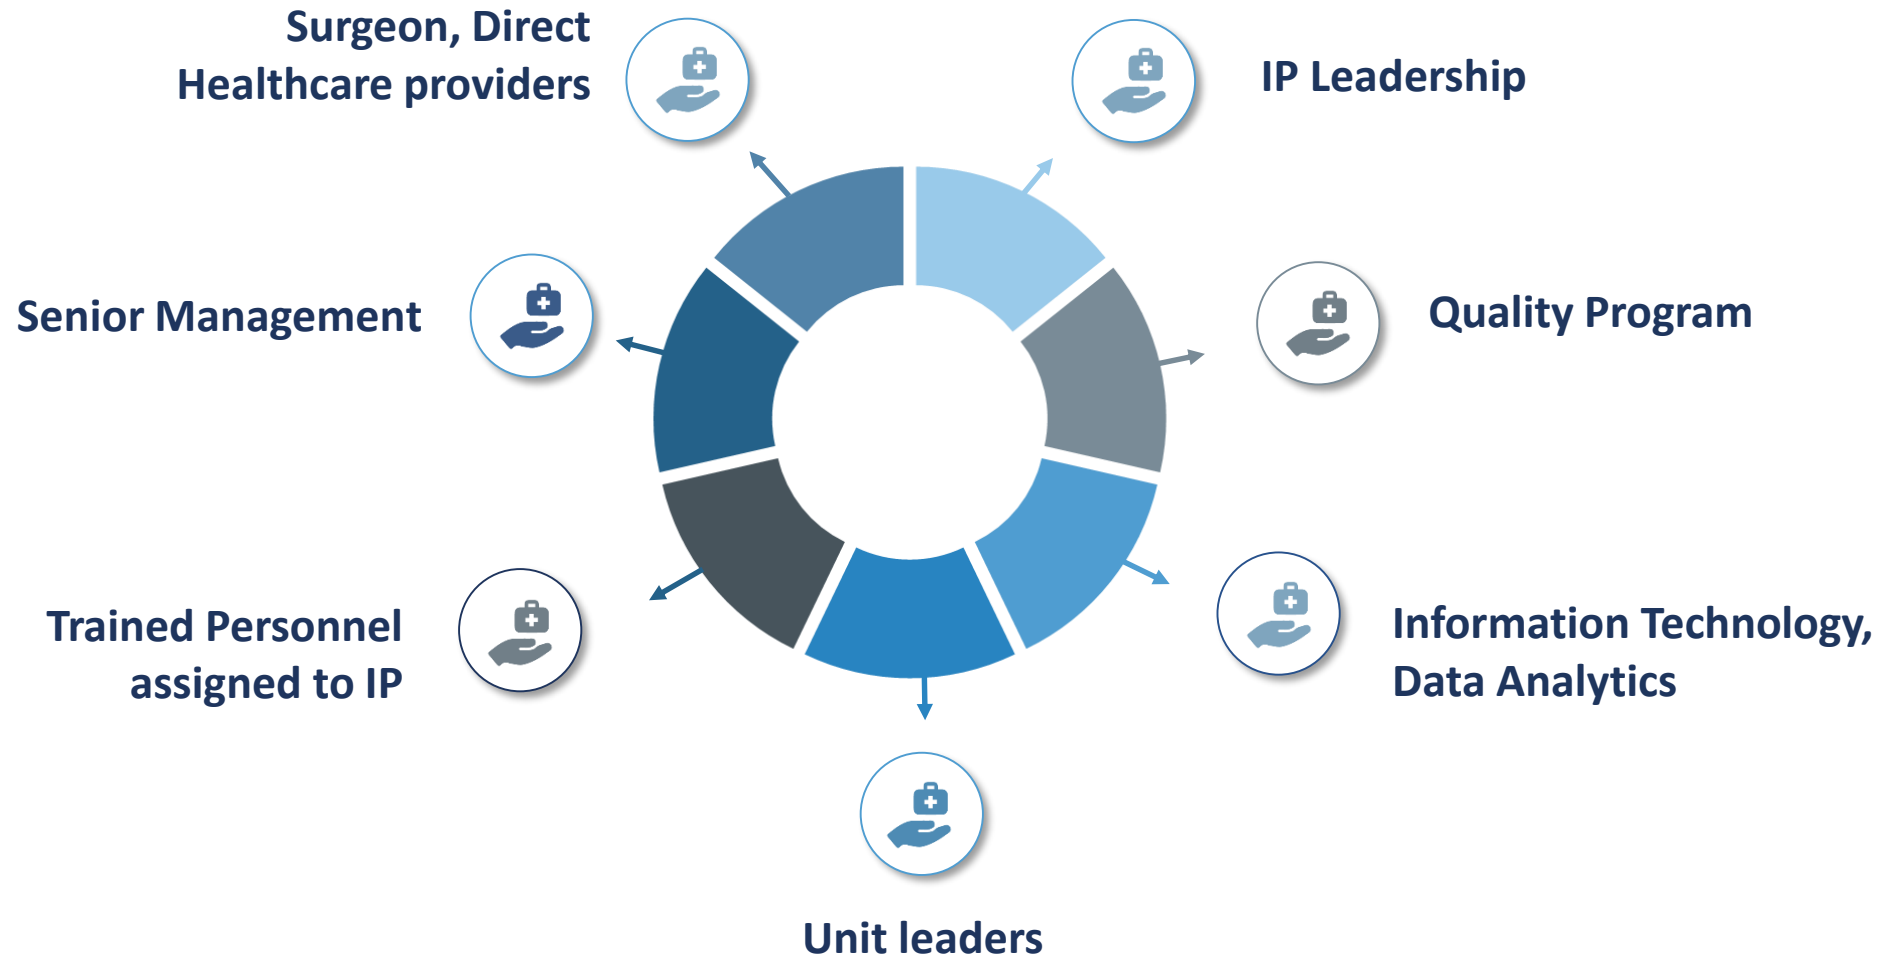 Surgeon, Direct
Healthcare providers
IP Leadership
Senior Management
Quality Program
Trained Personnel
assigned to IP
Information Technology,
Data Analytics
Unit leaders